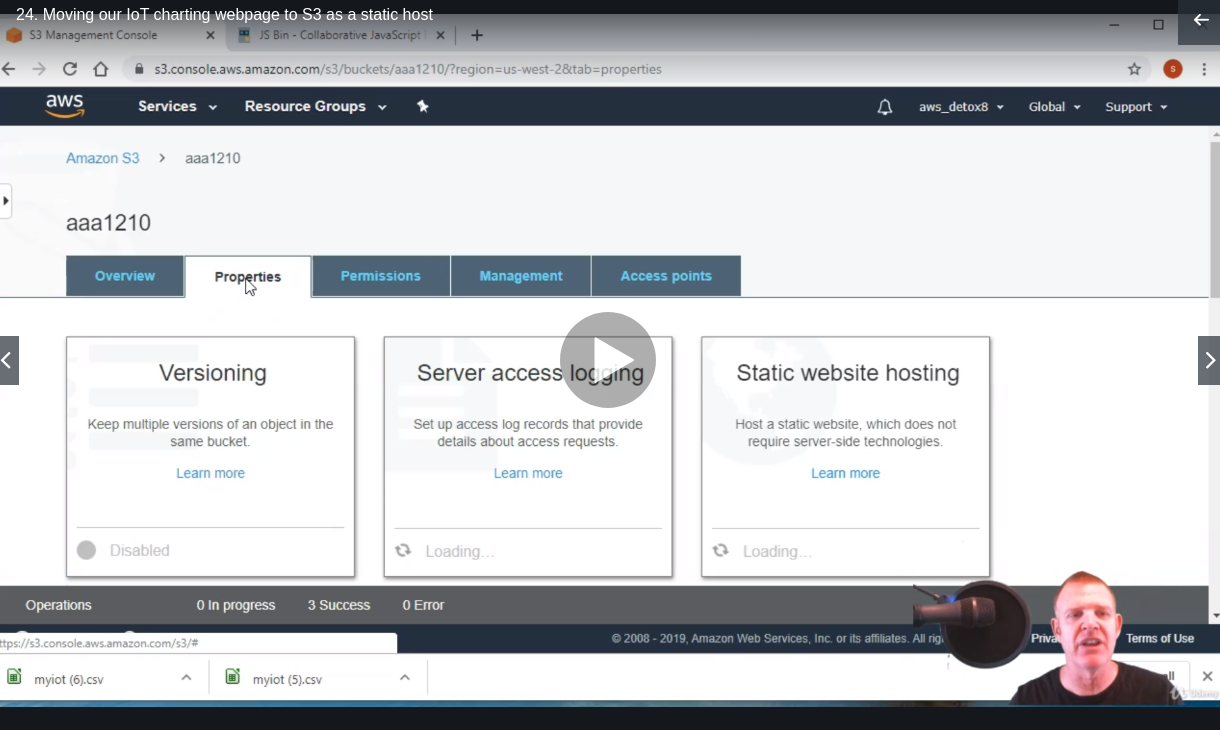 24. Moving our IoT charting webpage to S3 as a static host
S3 Management Console
JS Bin - Collaborative JavaScript
s3.console.aws.amazon.com/s3/buckets/aaa1210/?region=us-west-2&tab=properties
S
aws
Services
Resource Groups
aws_detox8
Global
Support
Amazon S3
aaa1210
aaa1210
Overview
Properties
Permissions
Management
Access points
Versioning
Keep multiple versions of an object in the
same bucket.
Learn more
Disabled
Server access logging
Set up access log records that provide
details about access requests.
Learn more
Loading...
Static website hosting
Host a static website, which does not
require server-side technologies.
Learn more
Loading...
Operations
0 In progress
3 Success
0 Error
ttps://s3.console.aws.amazon.com/s3/#
© 2008 - 2019, Amazon Web Services, Inc. or its affiliates. All rig
Priva
Terms of Use
myiot (6).csv
myiot (5).csv
ll
Udemy